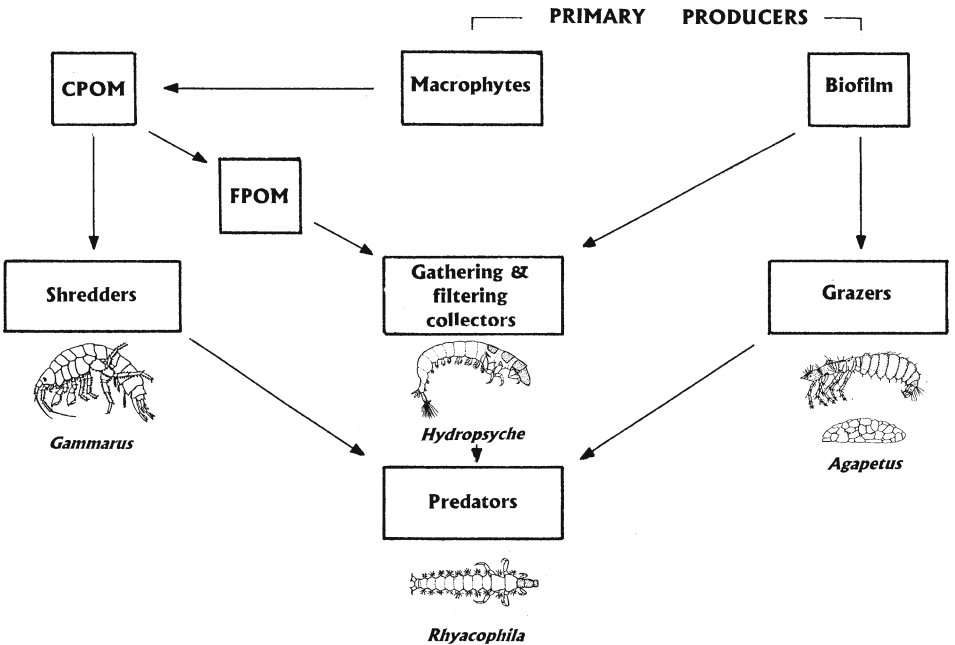 PRIMARY PRODUCERS
CPOM
Macrophytes
Biofilm
FPOM
Shredders
Gathering &
filtering
collectors
Grazers
Gammarus
Hydropsyche
Agapetus
Predators
Rhyacophila